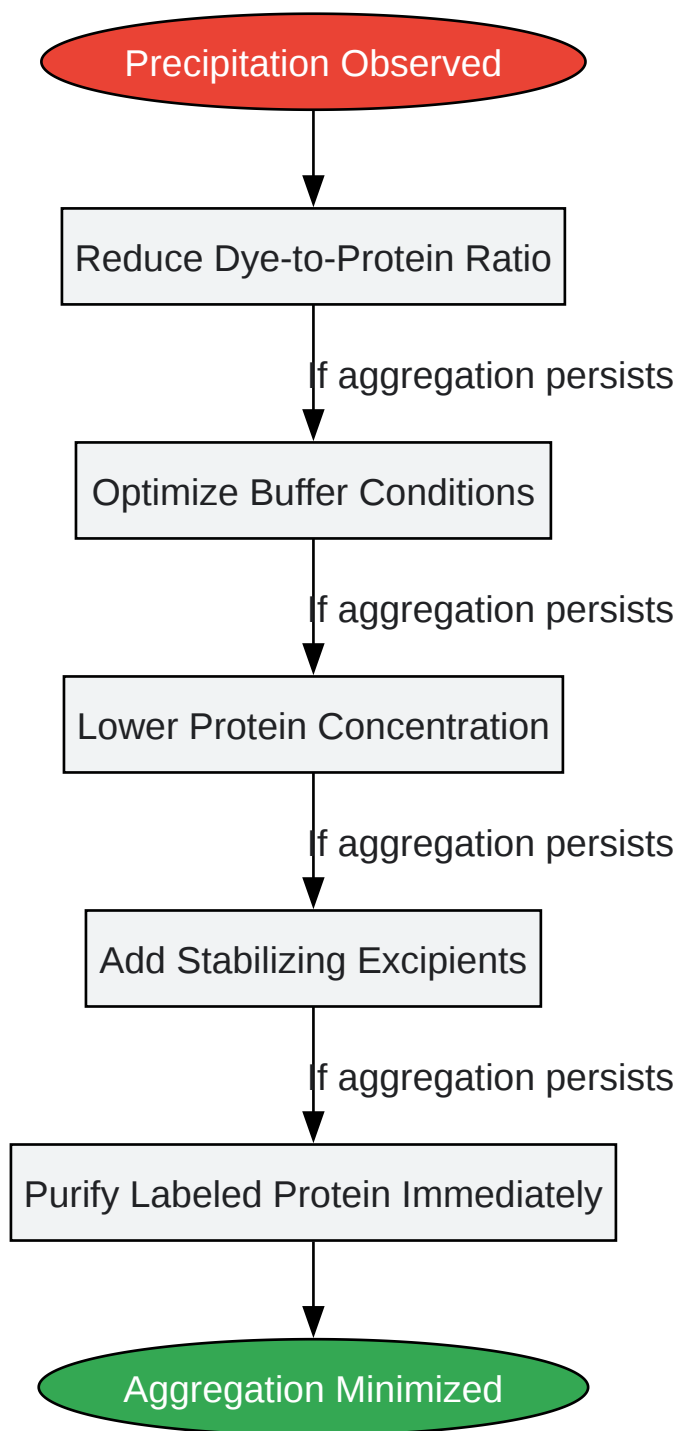 Precipitation Observed
Reduce Dye-to-Protein Ratio
If aggregation persists
Optimize Buffer Conditions
If aggregation persists
Lower Protein Concentration
If aggregation persists
Add Stabilizing Excipients
If aggregation persists
Purify Labeled Protein Immediately
Aggregation Minimized